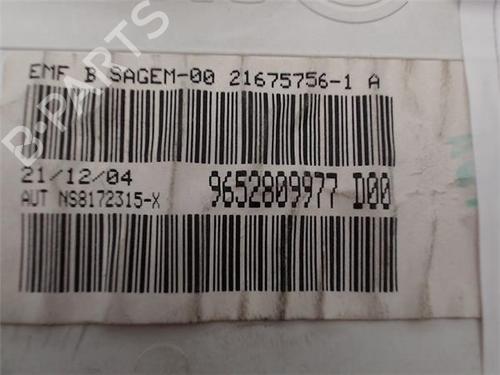 EMF B SAGEM-00 21675756-1 A
21/12/04
9652809977 D00
AUT NS8172315-X
B-PARTS